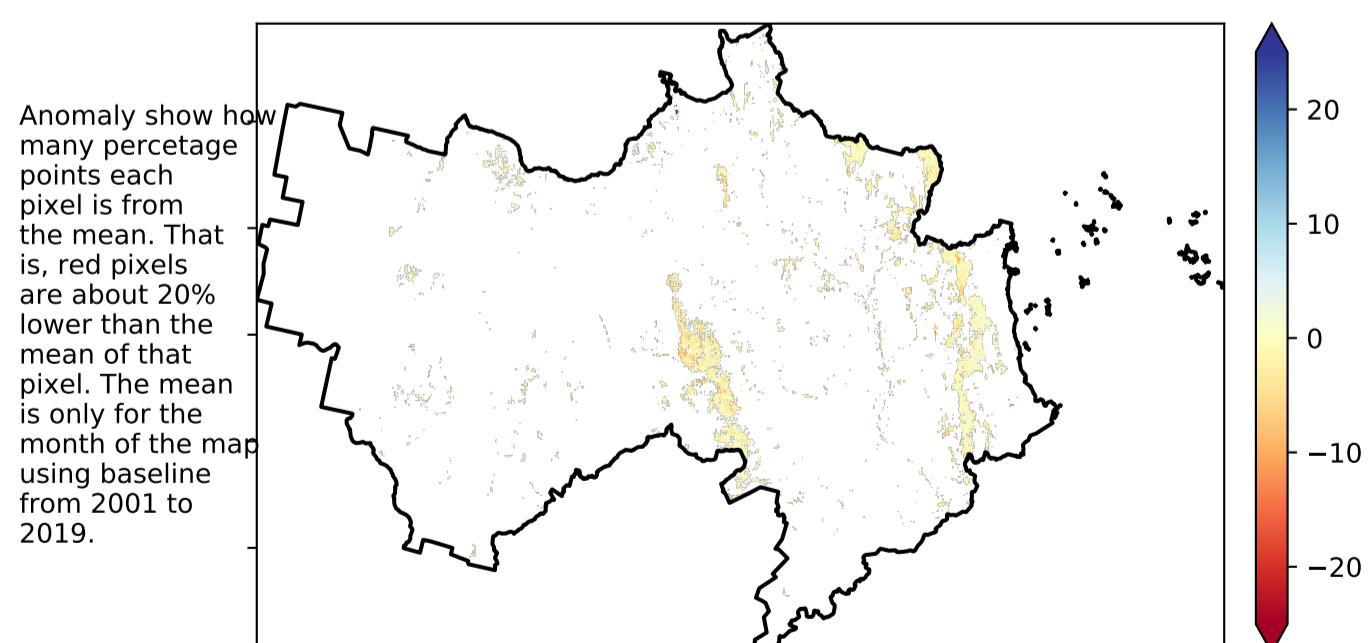 Anomaly show how
many percetage
points each
pixel is from
the mean. That
is, red pixels
are about 20%
lower than the
mean of that
pixel. The mean
is only for the
month of the map
using baseline
from 2001 to
2019.
20
10
0
−10
−20